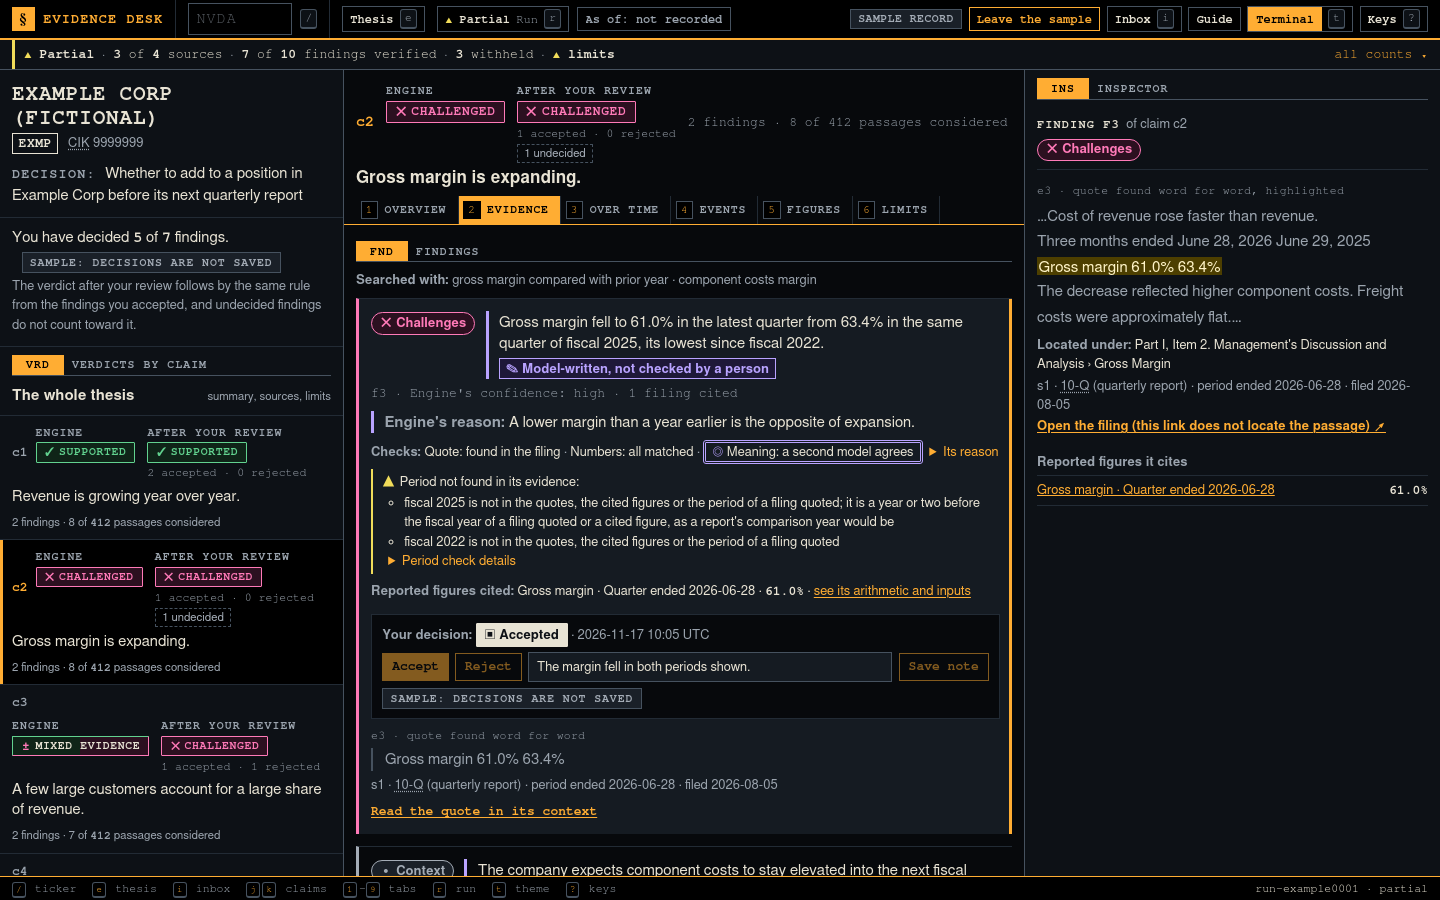 § EVIDENCE DESK NVDA / Thesis e ▲ Partial Run r As of: not recorded SAMPLE RECORD Leave the sample Inbox i Guide Terminal t Keys ?
▲ Partial · 3 of 4 sources · 7 of 10 findings verified · 3 withheld · ▲ limits all counts ▾
EXAMPLE CORP
(FICTIONAL)
EXMP CIK 9999999
DECISION: Whether to add to a position in
Example Corp before its next quarterly report
You have decided 5 of 7 findings.
SAMPLE: DECISIONS ARE NOT SAVED
The verdict after your review follows by the same rule
from the findings you accepted, and undecided findings
do not count toward it.
VRD VERDICTS BY CLAIM
The whole thesis summary, sources, limits
ENGINE AFTER YOUR REVIEW
c1 ✓ SUPPORTED ✓ SUPPORTED
2 accepted · 0 rejected
Revenue is growing year over year.
2 findings · 8 of 412 passages considered
ENGINE AFTER YOUR REVIEW
c2 ✕ CHALLENGED ✕ CHALLENGED
1 accepted · 0 rejected
1 undecided
Gross margin is expanding.
2 findings · 8 of 412 passages considered
c3
ENGINE AFTER YOUR REVIEW
± MIXED EVIDENCE ✕ CHALLENGED
1 accepted · 1 rejected
A few large customers account for a large share
of revenue.
2 findings · 7 of 412 passages considered
c4
ENGINE AFTER YOUR REVIEW
c2 ✕ CHALLENGED ✕ CHALLENGED 2 findings · 8 of 412 passages considered
1 accepted · 0 rejected
1 undecided
Gross margin is expanding.
1 OVERVIEW 2 EVIDENCE 3 OVER TIME 4 EVENTS 5 FIGURES 6 LIMITS
FND FINDINGS
Searched with: gross margin compared with prior year · component costs margin
✕ Challenges Gross margin fell to 61.0% in the latest quarter from 63.4% in the same
quarter of fiscal 2025, its lowest since fiscal 2022.
✎ Model-written, not checked by a person
f3 · Engine's confidence: high · 1 filing cited
Engine's reason: A lower margin than a year earlier is the opposite of expansion.
Checks: Quote: found in the filing · Numbers: all matched · ◎ Meaning: a second model agrees ▶ Its reason
▲ Period not found in its evidence:
◦ fiscal 2025 is not in the quotes, the cited figures or the period of a filing quoted; it is a year or two before
the fiscal year of a filing quoted or a cited figure, as a report's comparison year would be
◦ fiscal 2022 is not in the quotes, the cited figures or the period of a filing quoted
▶ Period check details
Reported figures cited: Gross margin · Quarter ended 2026-06-28 · 61.0% · see its arithmetic and inputs
Your decision: ▣ Accepted · 2026-11-17 10:05 UTC
Accept Reject The margin fell in both periods shown. Save note
SAMPLE: DECISIONS ARE NOT SAVED
e3 · quote found word for word
Gross margin 61.0% 63.4%
s1 · 10-Q (quarterly report) · period ended 2026-06-28 · filed 2026-08-05
Read the quote in its context
• Context The company expects component costs to stay elevated into the next fiscal
INS INSPECTOR
FINDING F3 of claim c2
✕ Challenges
e3 · quote found word for word, highlighted
…Cost of revenue rose faster than revenue.
Three months ended June 28, 2026 June 29, 2025
Gross margin 61.0% 63.4%
The decrease reflected higher component costs. Freight
costs were approximately flat.…
Located under: Part I, Item 2. Management's Discussion and
Analysis › Gross Margin
s1 · 10-Q (quarterly report) · period ended 2026-06-28 · filed 2026-
08-05
Open the filing (this link does not locate the passage) ↗
Reported figures it cites
Gross margin · Quarter ended 2026-06-28 61.0%
/ ticker e thesis i inbox j k claims 1–9 tabs r run t theme ? keys run-example0001 · partial